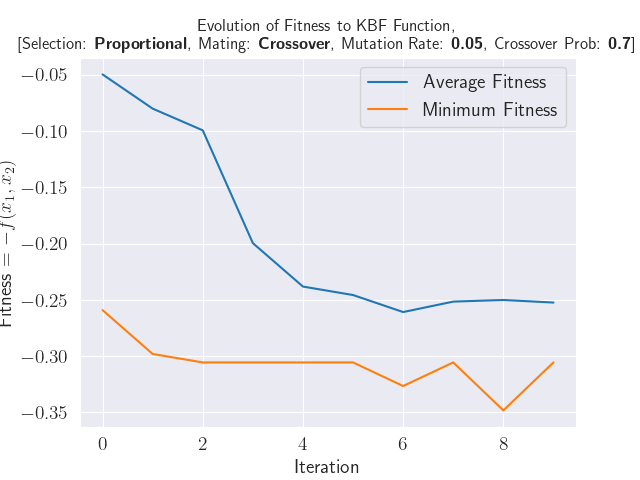 Evolution of Fitness to KBF Function,
[Selection: Proportional, Mating: Crossover, Mutation Rate: 0.05, Crossover Prob: 0.7]
Average Fitness
Minimum Fitness
Fitness = −f(x₁, x₂)
−0.05
−0.10
−0.15
−0.20
−0.25
−0.30
−0.35
0 2 4 6 8
Iteration